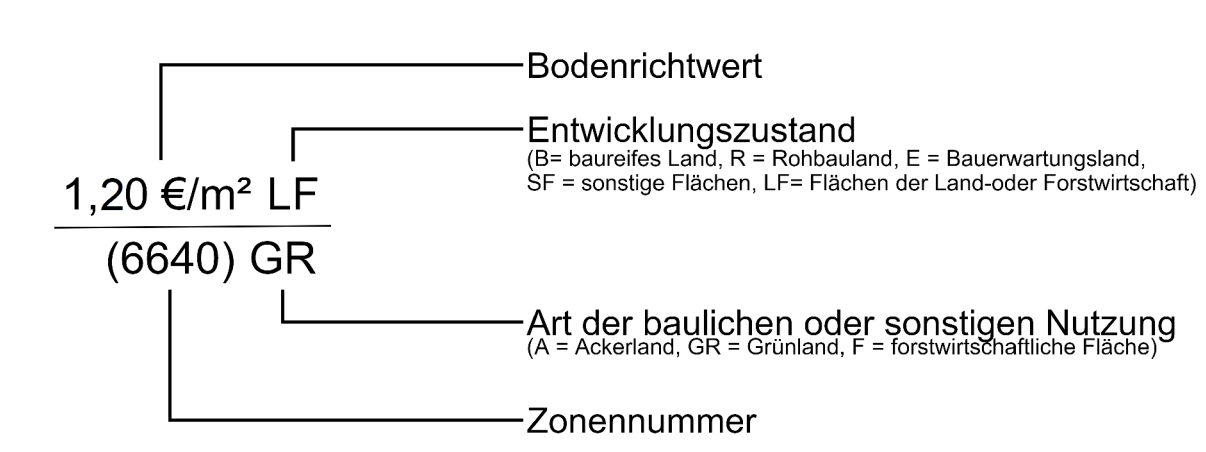 Bodenrichtwert
Entwicklungszustand
(B= baureifes Land, R = Rohbauland, E = Bauerwartungsland,
SF = sonstige Flächen, LF= Flächen der Land-oder Forstwirtschaft)
1,20 €/m² LF
(6640) GR
Art der baulichen oder sonstigen Nutzung
(A = Ackerland, GR = Grünland, F = forstwirtschaftliche Fläche)
Zonennummer